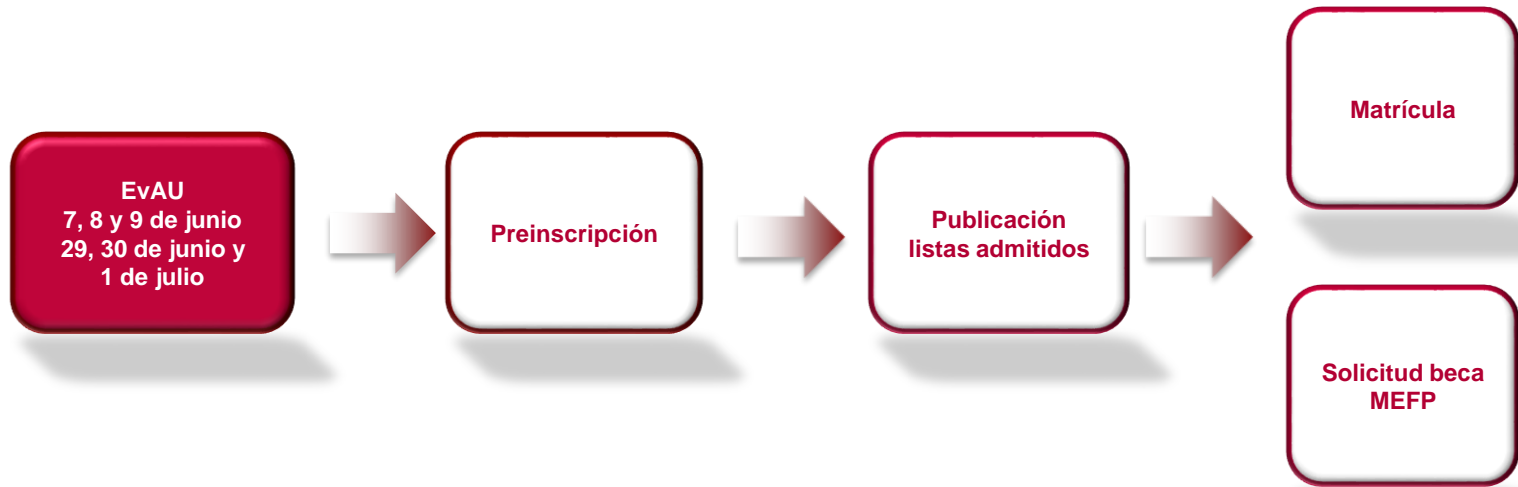 EvAU
7, 8 y 9 de junio
29, 30 de junio y
1 de julio
Preinscripción
Publicación
listas admitidos
Matrícula
Solicitud beca
MEFP